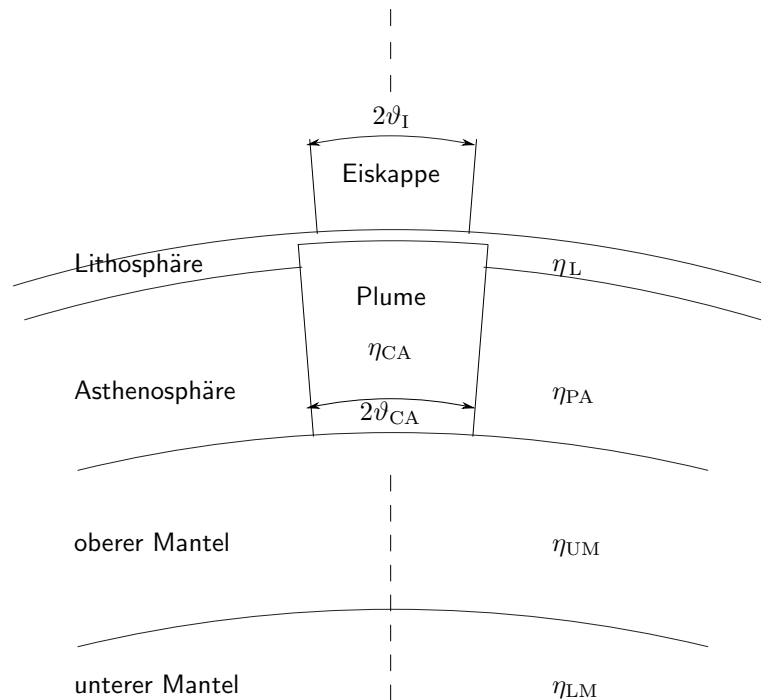 2ϑ_I
Eiskappe
Lithosphäre
η_L
Plume
η_CA
Asthenosphäre
η_PA
2ϑ_CA
oberer Mantel
η_UM
unterer Mantel
η_LM